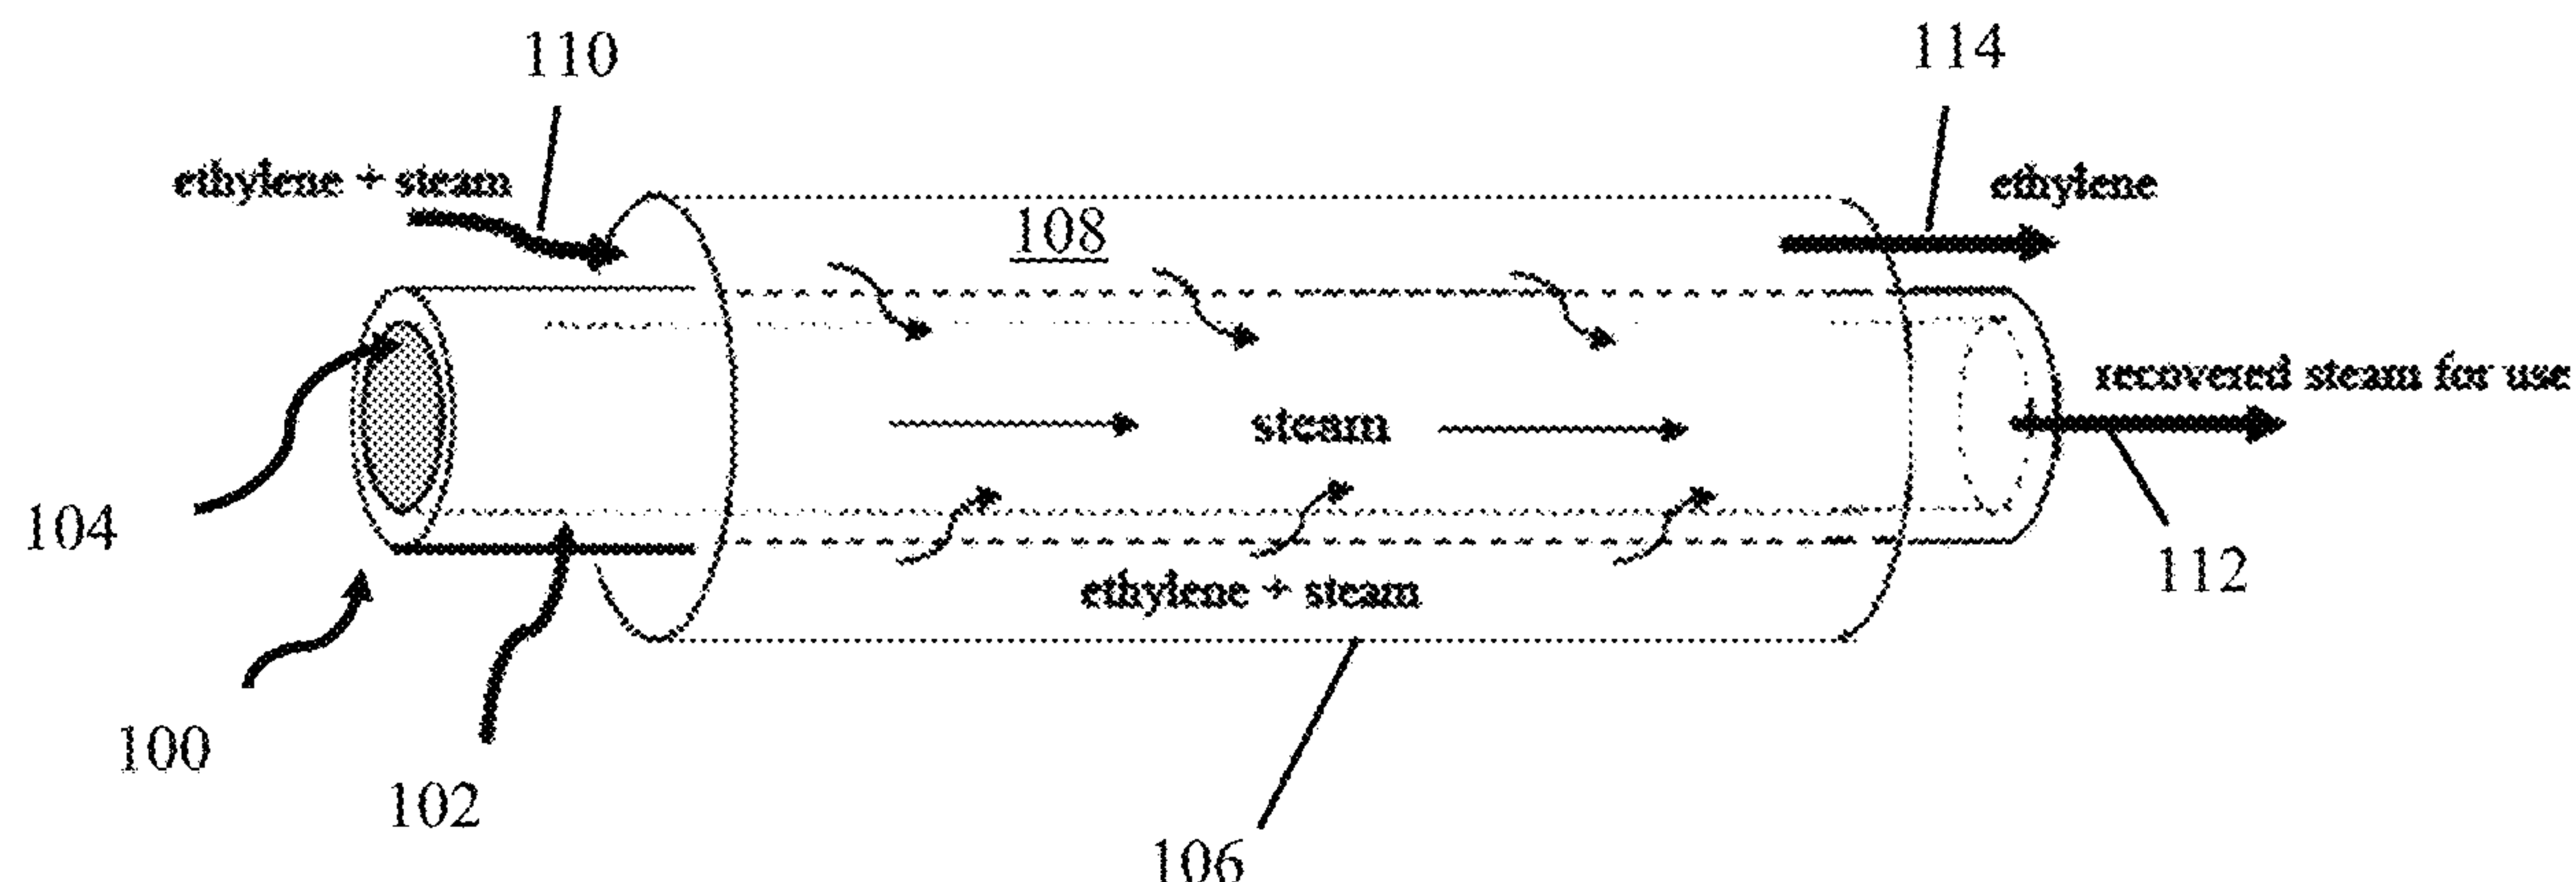 110
114
ethylene + steam
ethylene
108
recovered steam for use
steam
104
112
ethylene + steam
100
102
106